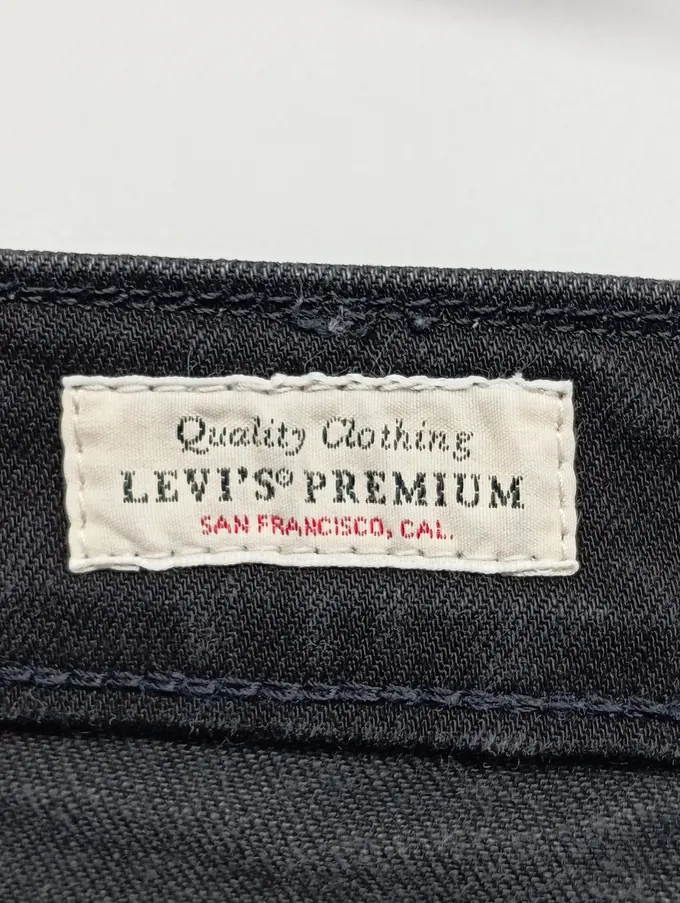 Quality Clothing
LEVI'S® PREMIUM
SAN FRANCISCO, CAL.